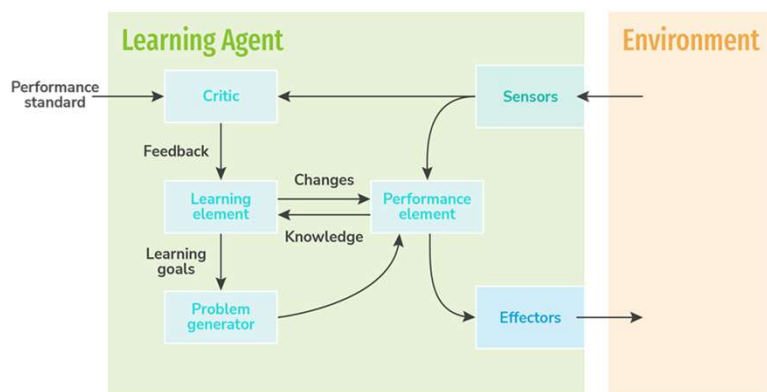 Learning Agent
Environment
Performance
standard
Critic
Sensors
Feedback
Changes
Learning
element
Performance
element
Knowledge
Learning
goals
Problem
generator
Effectors